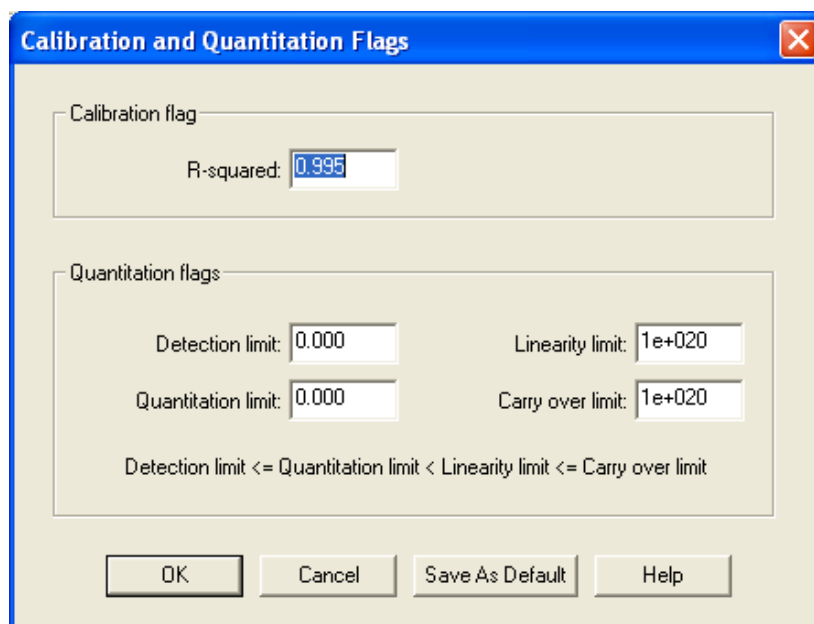 Calibration and Quantitation Flags
Calibration flag
R-squared: 0.995
Quantitation flags
Detection limit: 0.000 Linearity limit: 1e+020
Quantitation limit: 0.000 Carry over limit: 1e+020
Detection limit <= Quantitation limit < Linearity limit <= Carry over limit
OK Cancel Save As Default Help